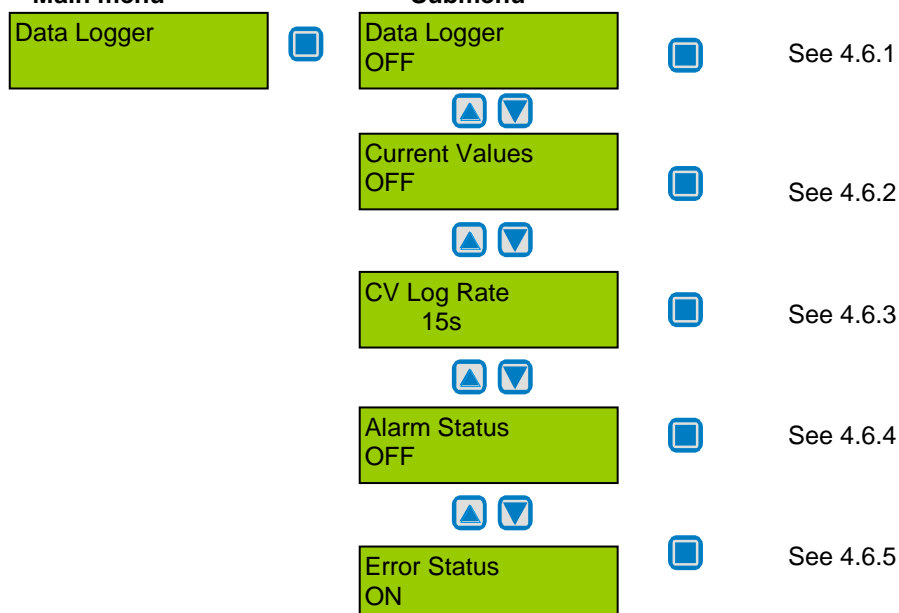 Main menu
Submenu
Data Logger
Data Logger
OFF
See 4.6.1
Current Values
OFF
See 4.6.2
CV Log Rate
15s
See 4.6.3
Alarm Status
OFF
See 4.6.4
Error Status
ON
See 4.6.5